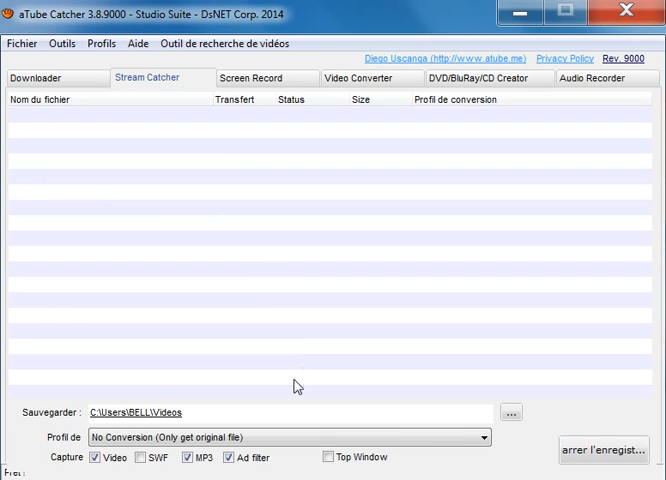 aTube Catcher 3.8.9000 - Studio Suite - DsNET Corp. 2014
Fichier Outils Profils Aide Outil de recherche de vidéos
Diego Uscanga (http://www.atube.me) Privacy Policy Rev. 9000
Downloader Stream Catcher Screen Record Video Converter DVD/BluRay/CD Creator Audio Recorder
Nom du fichier Transfert Status Size Profil de conversion
Sauvegarder : C:\Users\BELL\Videos ...
Profil de No Conversion (Only get original file)
arrer l'enregist...
Capture Video SWF MP3 Ad filter Top Window